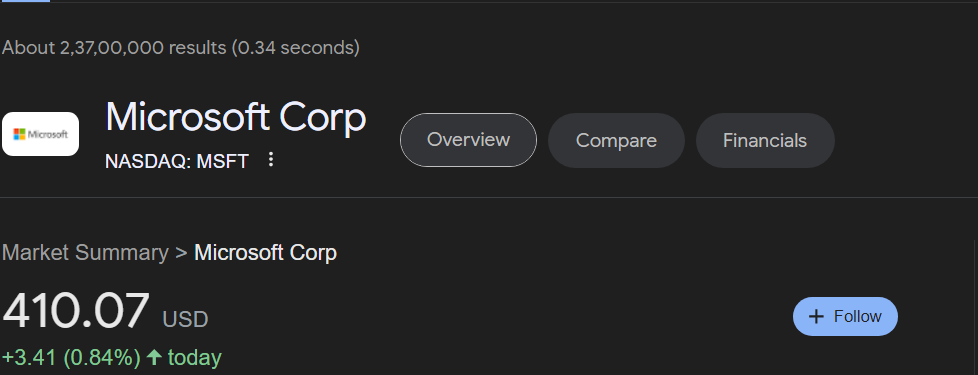 About 2,37,00,000 results (0.34 seconds)
Microsoft
Microsoft Corp
NASDAQ: MSFT
Overview
Compare
Financials
Market Summary > Microsoft Corp
410.07 USD
+ Follow
+3.41 (0.84%) ↑ today